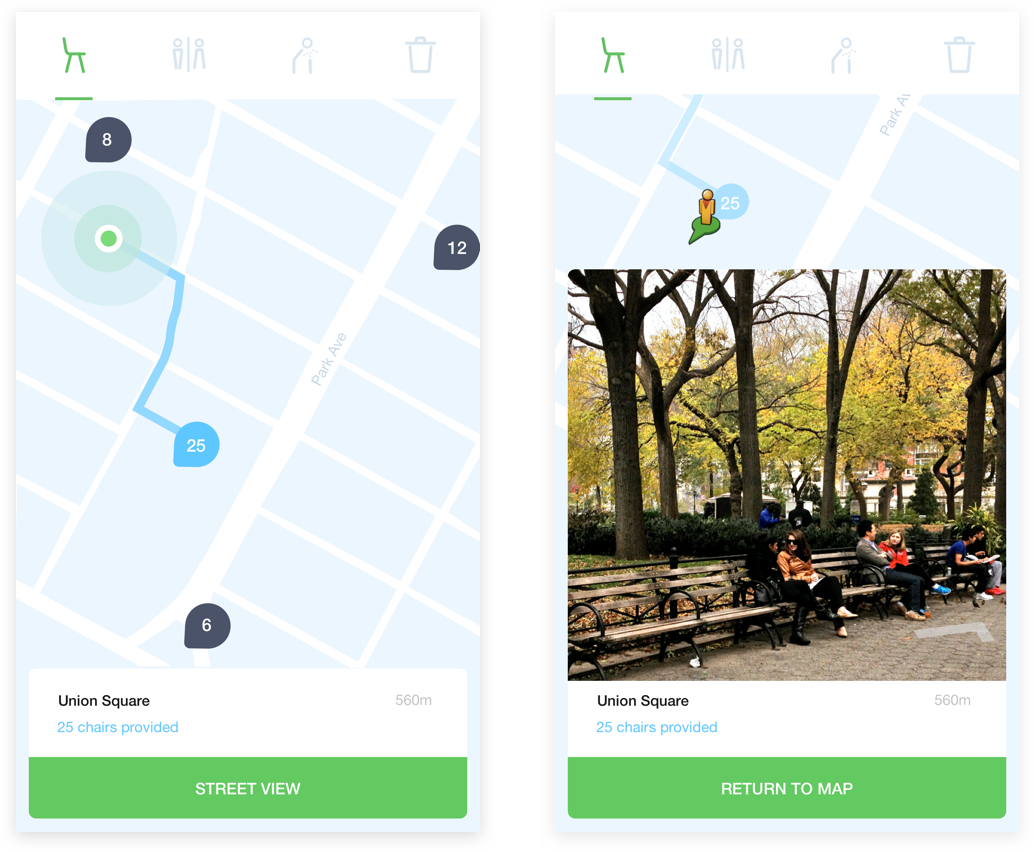 8
12
Park Ave
25
6
Union Square
560m
25 chairs provided
STREET VIEW
Park Av
25
Union Square
560m
25 chairs provided
RETURN TO MAP